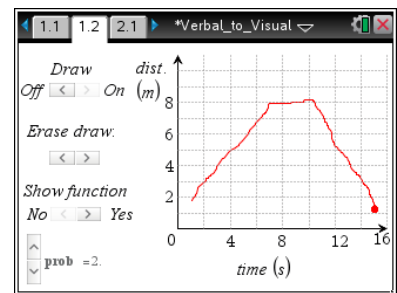 1.1 1.2 2.1 *Verbal_to_Visual
Draw
Off < > On
Erase draw:
< >
Show function
No < > Yes
prob =2.
dist.
(m)
8
6
4
2
0 4 8 12 16
time (s)